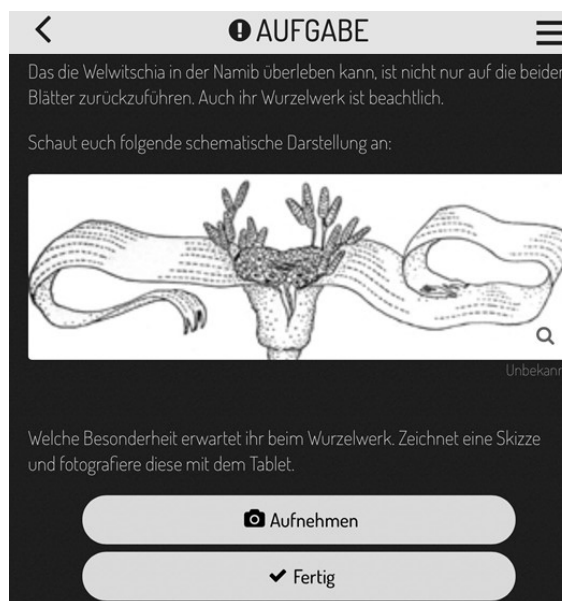 AUFGABE
Das die Welwitschia in der Namib überleben kann, ist nicht nur auf die beiden
Blätter zurückzuführen. Auch ihr Wurzelwerk ist beachtlich.
Schaut euch folgende schematische Darstellung an:
Unbekannt
Welche Besonderheit erwartet ihr beim Wurzelwerk. Zeichnet eine Skizze
und fotografiere diese mit dem Tablet.
Aufnehmen
Fertig